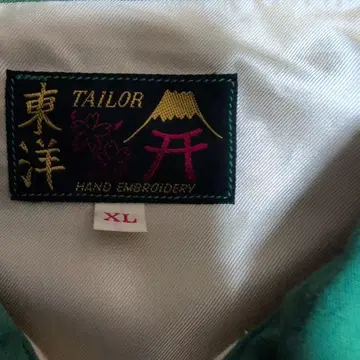 東洋
TAILOR
HAND EMBROIDERY
XL